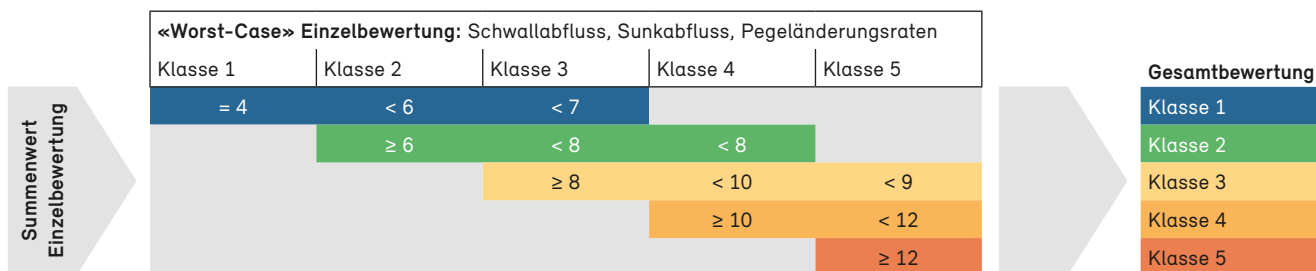 «Worst-Case» Einzelbewertung: Schwallabfluss, Sunkabfluss, Pegeländerungsraten
Klasse 1 Klasse 2 Klasse 3 Klasse 4 Klasse 5
Gesamtbewertung
Summenwert
Einzelbewertung
= 4 < 6 < 7 Klasse 1
≥ 6 < 8 < 8 Klasse 2
≥ 8 < 10 < 9 Klasse 3
≥ 10 < 12 Klasse 4
≥ 12 Klasse 5